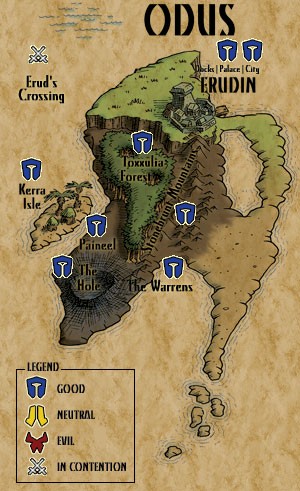 ODUS
Docks | Palace | City
ERUDIN
Erud's
Crossing
Toxxulia
Forest
Kerra
Isle
Stonebrunt Mountains
Paineel
The
Hole
The Warrens
LEGEND
GOOD
NEUTRAL
EVIL
IN CONTENTION